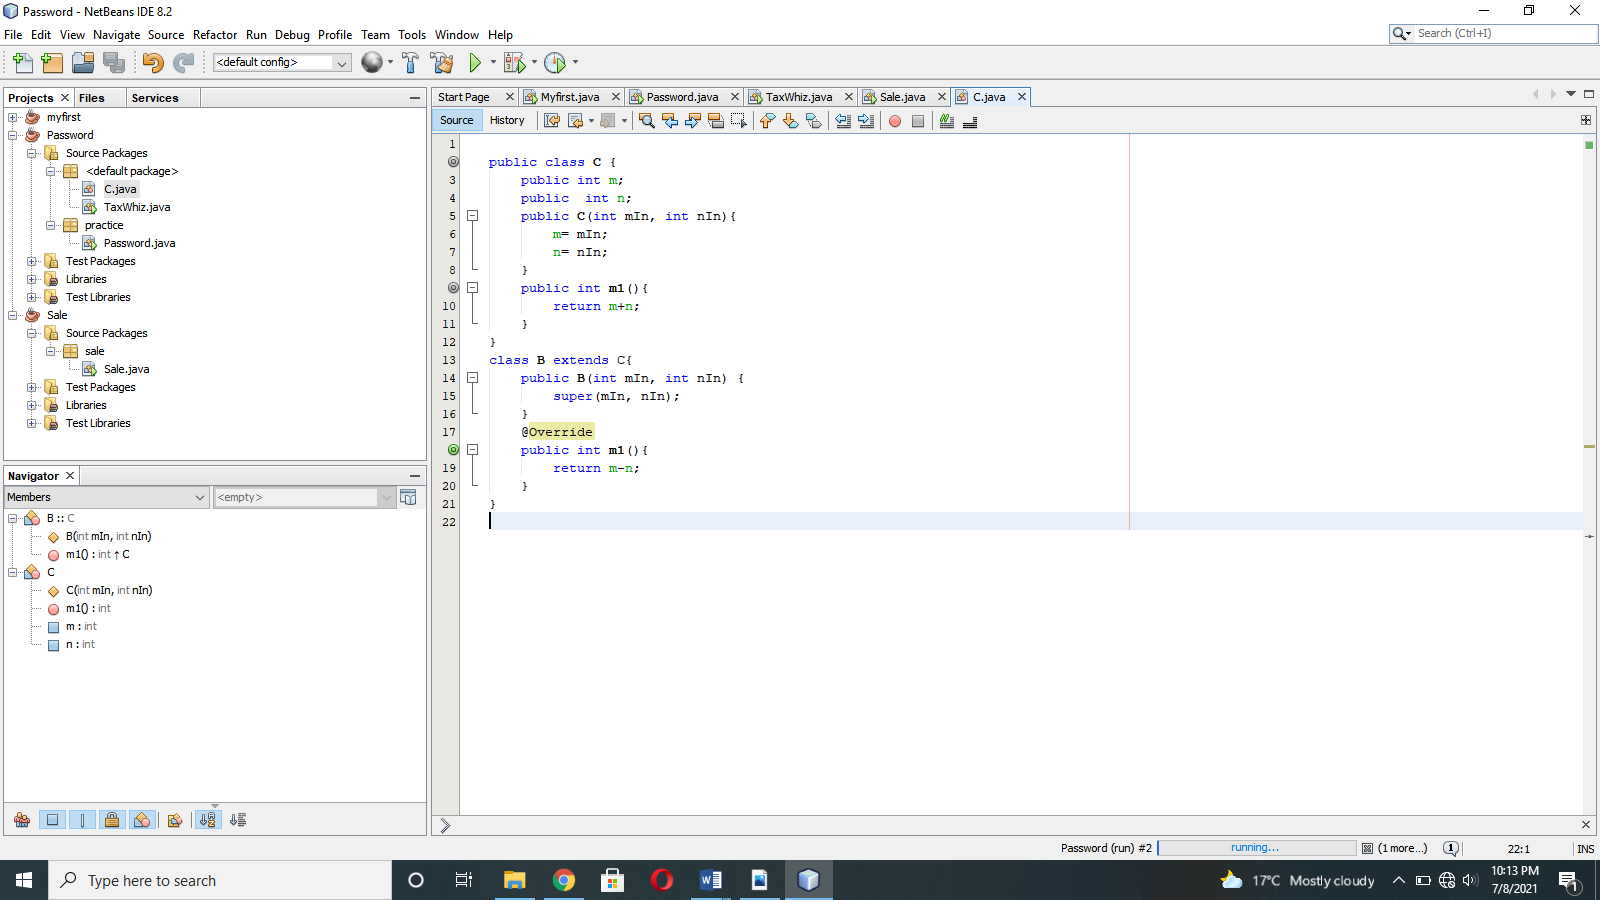 Password - NetBeans IDE 8.2
File Edit View Navigate Source Refactor Run Debug Profile Team Tools Window Help
Search (Ctrl+I)
<default config>
Projects Files Services
myfirst
Password
Source Packages
<default package>
C.java
TaxWhiz.java
practice
Password.java
Test Packages
Libraries
Test Libraries
Sale
Source Packages
sale
Sale.java
Test Packages
Libraries
Test Libraries
Navigator
Members <empty>
B :: C
B(int mIn, int nIn)
m1() : int ↑ C
C
C(int mIn, int nIn)
m1() : int
m : int
n : int
Start Page Myfirst.java Password.java TaxWhiz.java Sale.java C.java
Source History
1
public class C {
3 public int m;
4 public  int n;
5 public C(int mIn, int nIn){
6 m= mIn;
7 n= nIn;
8 }
public int m1(){
10 return m+n;
11 }
12 }
13 class B extends C{
14 public B(int mIn, int nIn) {
15 super(mIn, nIn);
16 }
17 @Override
public int m1(){
19 return m-n;
20 }
21 }
22
Password (run) #2 running... (1 more...) 1 22:1 INS
Type here to search
17°C Mostly cloudy
10:13 PM
7/8/2021
1